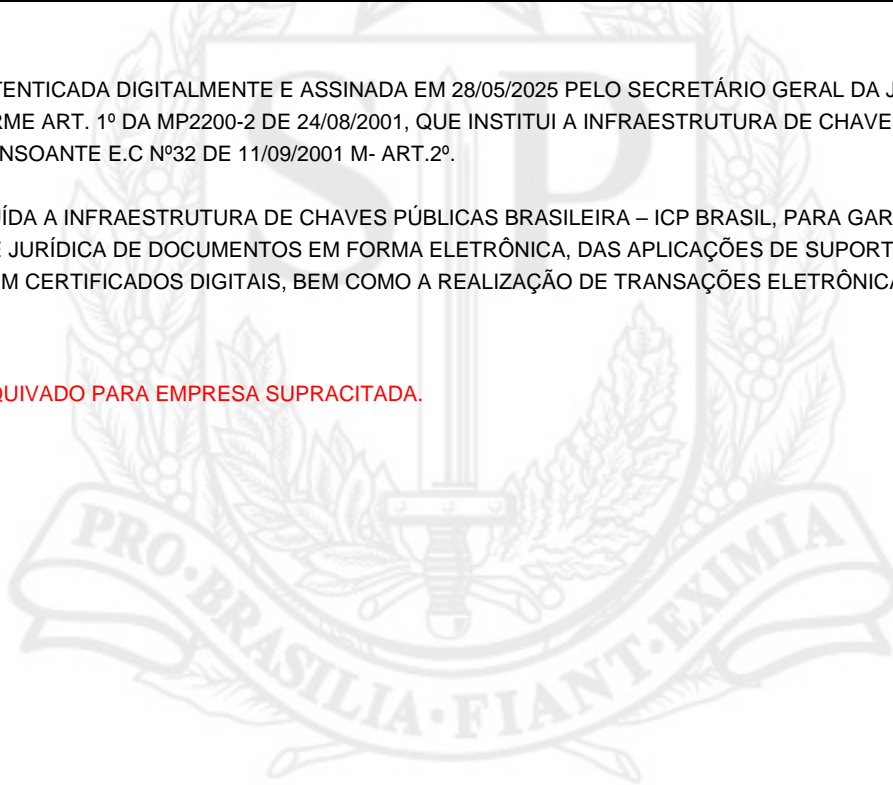 TENTICADA DIGITALMENTE E ASSINADA EM 28/05/2025 PELO SECRETÁRIO GERAL DA J
RME ART. 1º DA MP2200-2 DE 24/08/2001, QUE INSTITUI A INFRAESTRUTURA DE CHAVE
NSOANTE E.C Nº32 DE 11/09/2001 M- ART.2º.
ÍDA A INFRAESTRUTURA DE CHAVES PÚBLICAS BRASILEIRA – ICP BRASIL, PARA GAR
E JURÍDICA DE DOCUMENTOS EM FORMA ELETRÔNICA, DAS APLICAÇÕES DE SUPORT
M CERTIFICADOS DIGITAIS, BEM COMO A REALIZAÇÃO DE TRANSAÇÕES ELETRÔNICA
QUIVADO PARA EMPRESA SUPRACITADA.
SP
PRO·BRASILIA·FIANT·EXIMIA